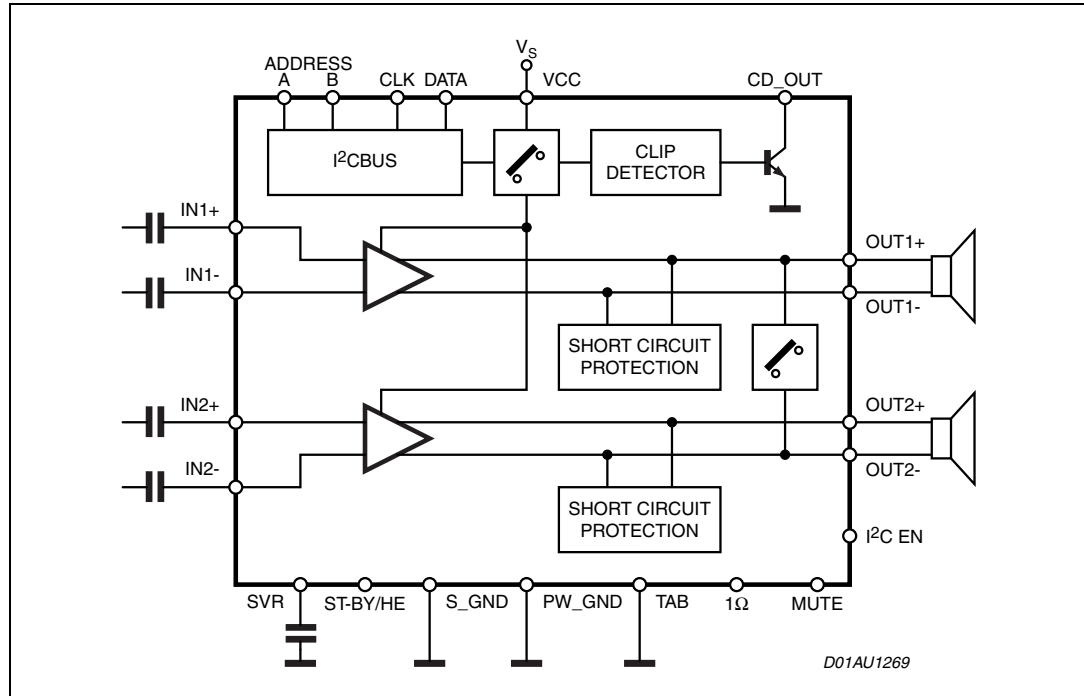 VS
ADDRESS
A B CLK DATA VCC CD_OUT
I2CBUS
CLIP
DETECTOR
IN1+
OUT1+
IN1-
OUT1-
SHORT CIRCUIT
PROTECTION
IN2+
OUT2+
IN2-
OUT2-
SHORT CIRCUIT
PROTECTION
I2C EN
SVR ST-BY/HE S_GND PW_GND TAB 1Ω MUTE
D01AU1269